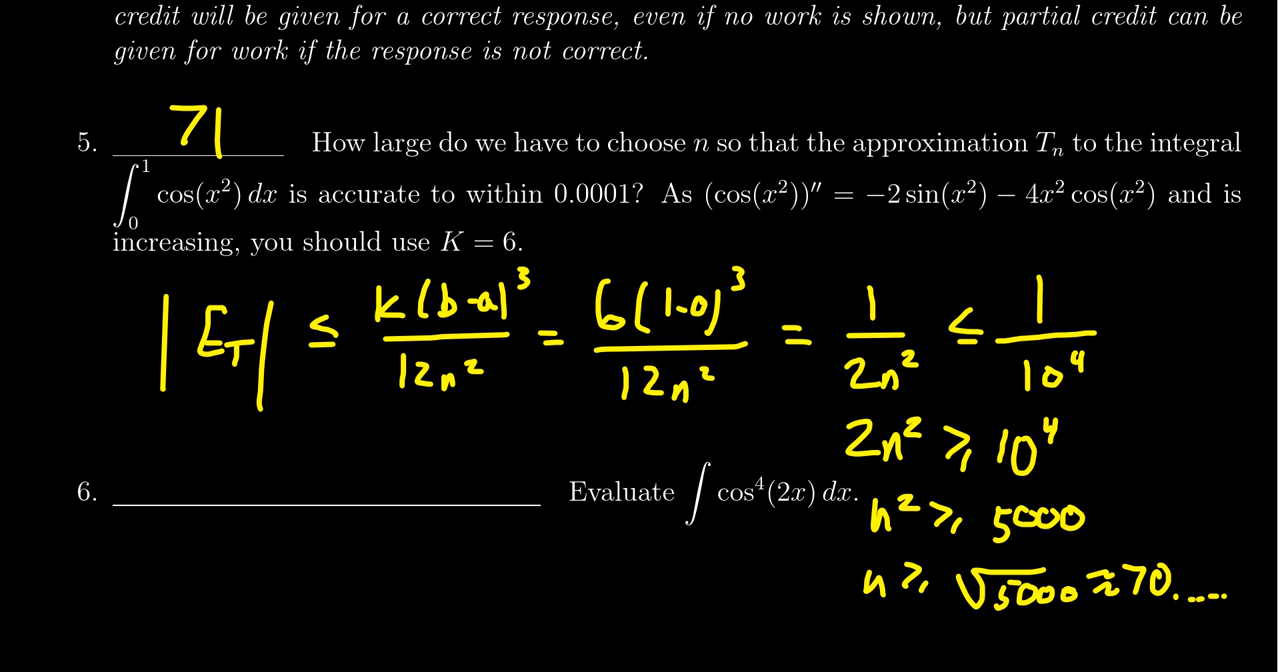 credit will be given for a correct response, even if no work is shown, but partial credit can be
given for work if the response is not correct.
5. 71 How large do we have to choose n so that the approximation Tₙ to the integral
∫₀¹ cos(x²) dx is accurate to within 0.0001? As (cos(x²))″ = −2 sin(x²) − 4x² cos(x²) and is
increasing, you should use K = 6.
|E_T| ≤ K(b-a)³/12n² = 6(1-0)³/12n² = 1/2n² ≤ 1/10⁴
2n² ≥ 10⁴
6. Evaluate ∫ cos⁴(2x) dx.
n² ≥ 5000
n ≥ √5000 ≈ 70.....